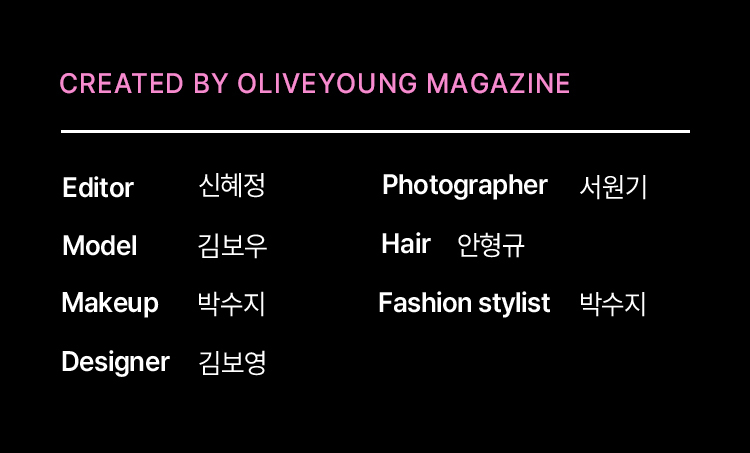 CREATED BY OLIVEYOUNG MAGAZINE
Editor 신혜정 Photographer 서원기
Model 김보우 Hair 안형규
Makeup 박수지 Fashion stylist 박수지
Designer 김보영